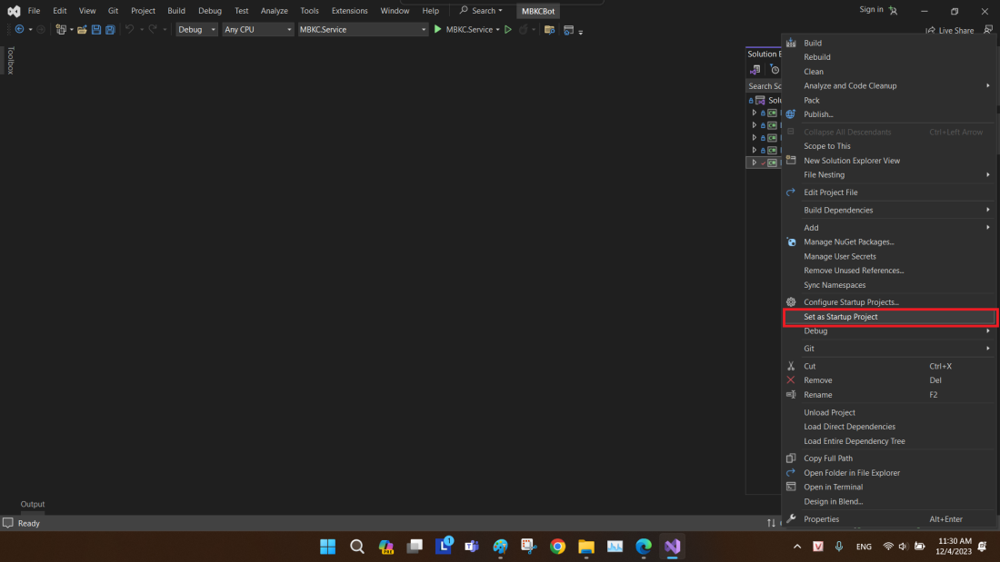 File Edit View Git Project Build Debug Test Analyze Tools Extensions Window Help Search MBKCBot Sign in
Debug Any CPU MBKC.Service MBKC.Service Live Share
Toolbox
Solution E
Search So
Solu
Build
Rebuild
Clean
Analyze and Code Cleanup
Pack
Publish...
Collapse All Descendants Ctrl+Left Arrow
Scope to This
New Solution Explorer View
File Nesting
Edit Project File
Build Dependencies
Add
Manage NuGet Packages...
Manage User Secrets
Remove Unused References...
Sync Namespaces
Configure Startup Projects...
Set as Startup Project
Debug
Git
Cut Ctrl+X
Remove Del
Rename F2
Unload Project
Load Direct Dependencies
Load Entire Dependency Tree
Copy Full Path
Open Folder in File Explorer
Open in Terminal
Design in Blend...
Properties Alt+Enter
Output
Ready
ENG
11:30 AM
12/4/2023